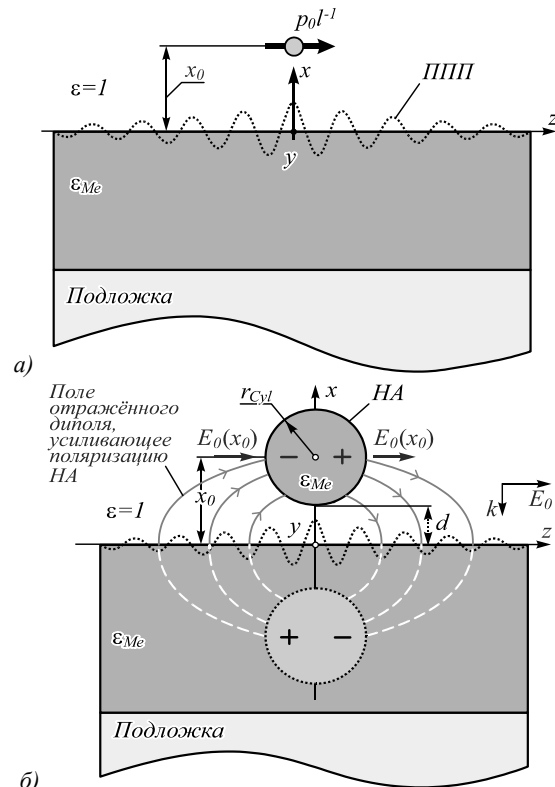 p₀l⁻¹
x₀
x
ε=1
ППП
z
y
ε_Me
Подложка
а)
Поле
отражённого
диполя,
усиливающее
поляризацию
НА
r_Cyl
x
НА
E₀(x₀)
E₀(x₀)
− +
ε_Me
x₀
ε=1
k
E₀
y
d
z
+ −
ε_Me
Подложка
б)